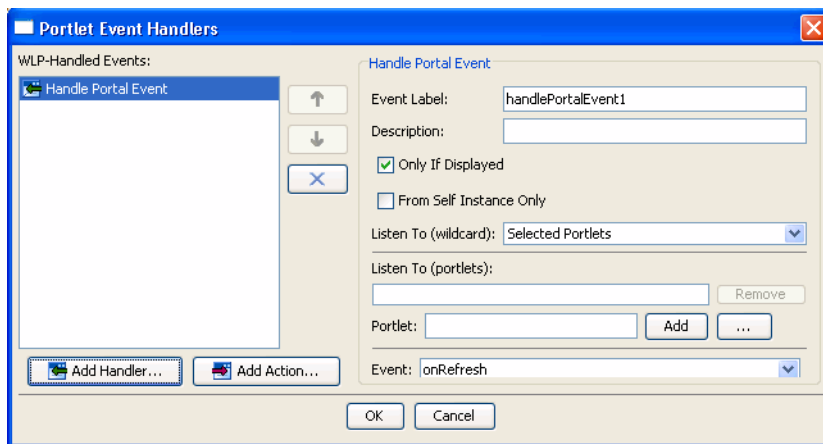 Portlet Event Handlers
WLP-Handled Events:
Handle Portal Event
Handle Portal Event
Event Label: handlePortalEvent1
Description:
Only If Displayed
From Self Instance Only
Listen To (wildcard): Selected Portlets
Listen To (portlets):
Remove
Portlet: Add ...
Event: onRefresh
Add Handler... Add Action...
OK Cancel